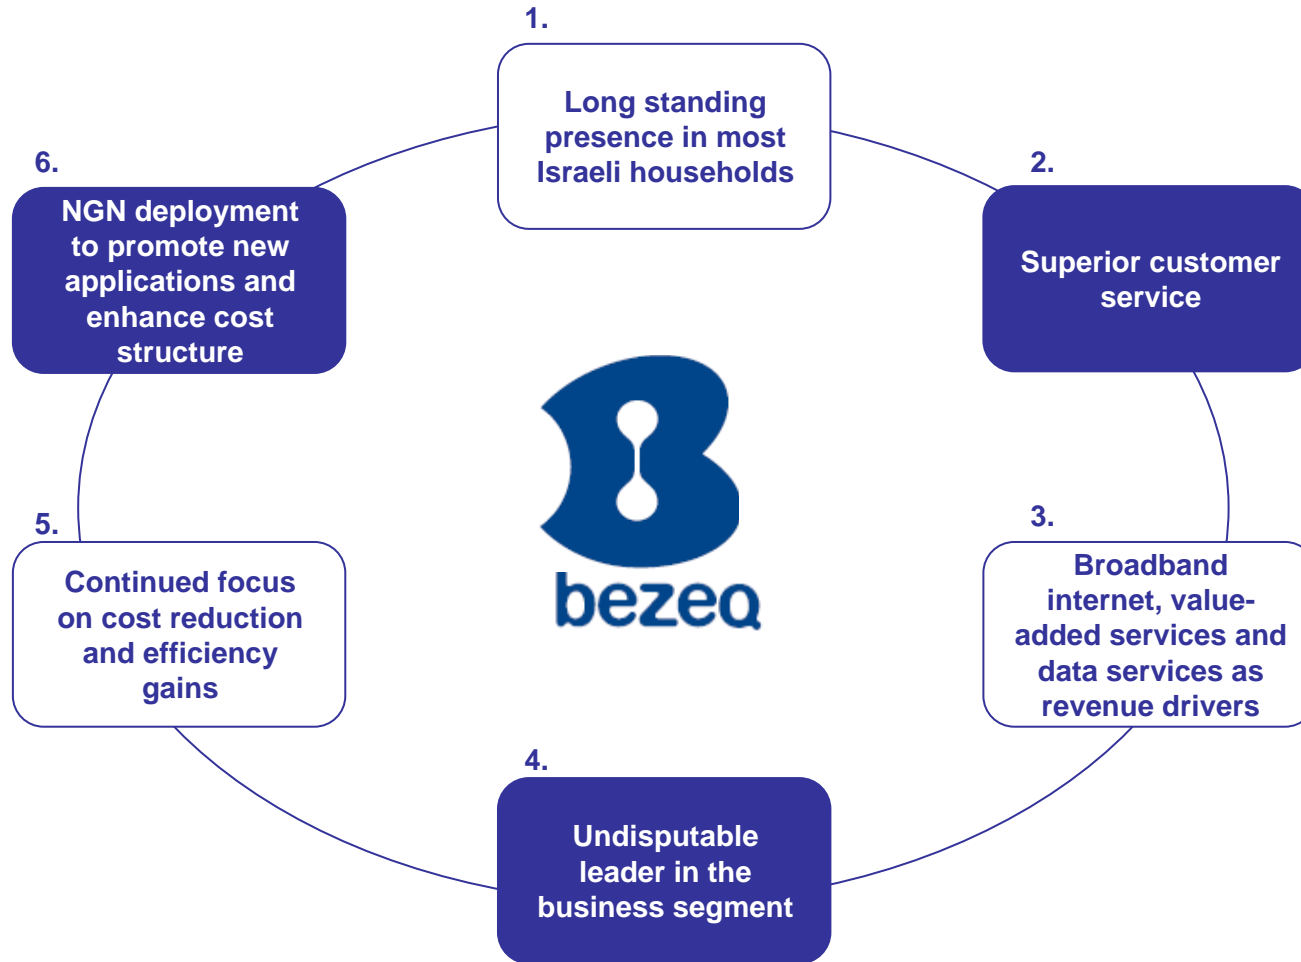 1.
Long standing
presence in most
Israeli households
2.
Superior customer
service
3.
Broadband
internet, value-
added services and
data services as
revenue drivers
4.
Undisputable
leader in the
business segment
5.
Continued focus
on cost reduction
and efficiency
gains
6.
NGN deployment
to promote new
applications and
enhance cost
structure
bezeq